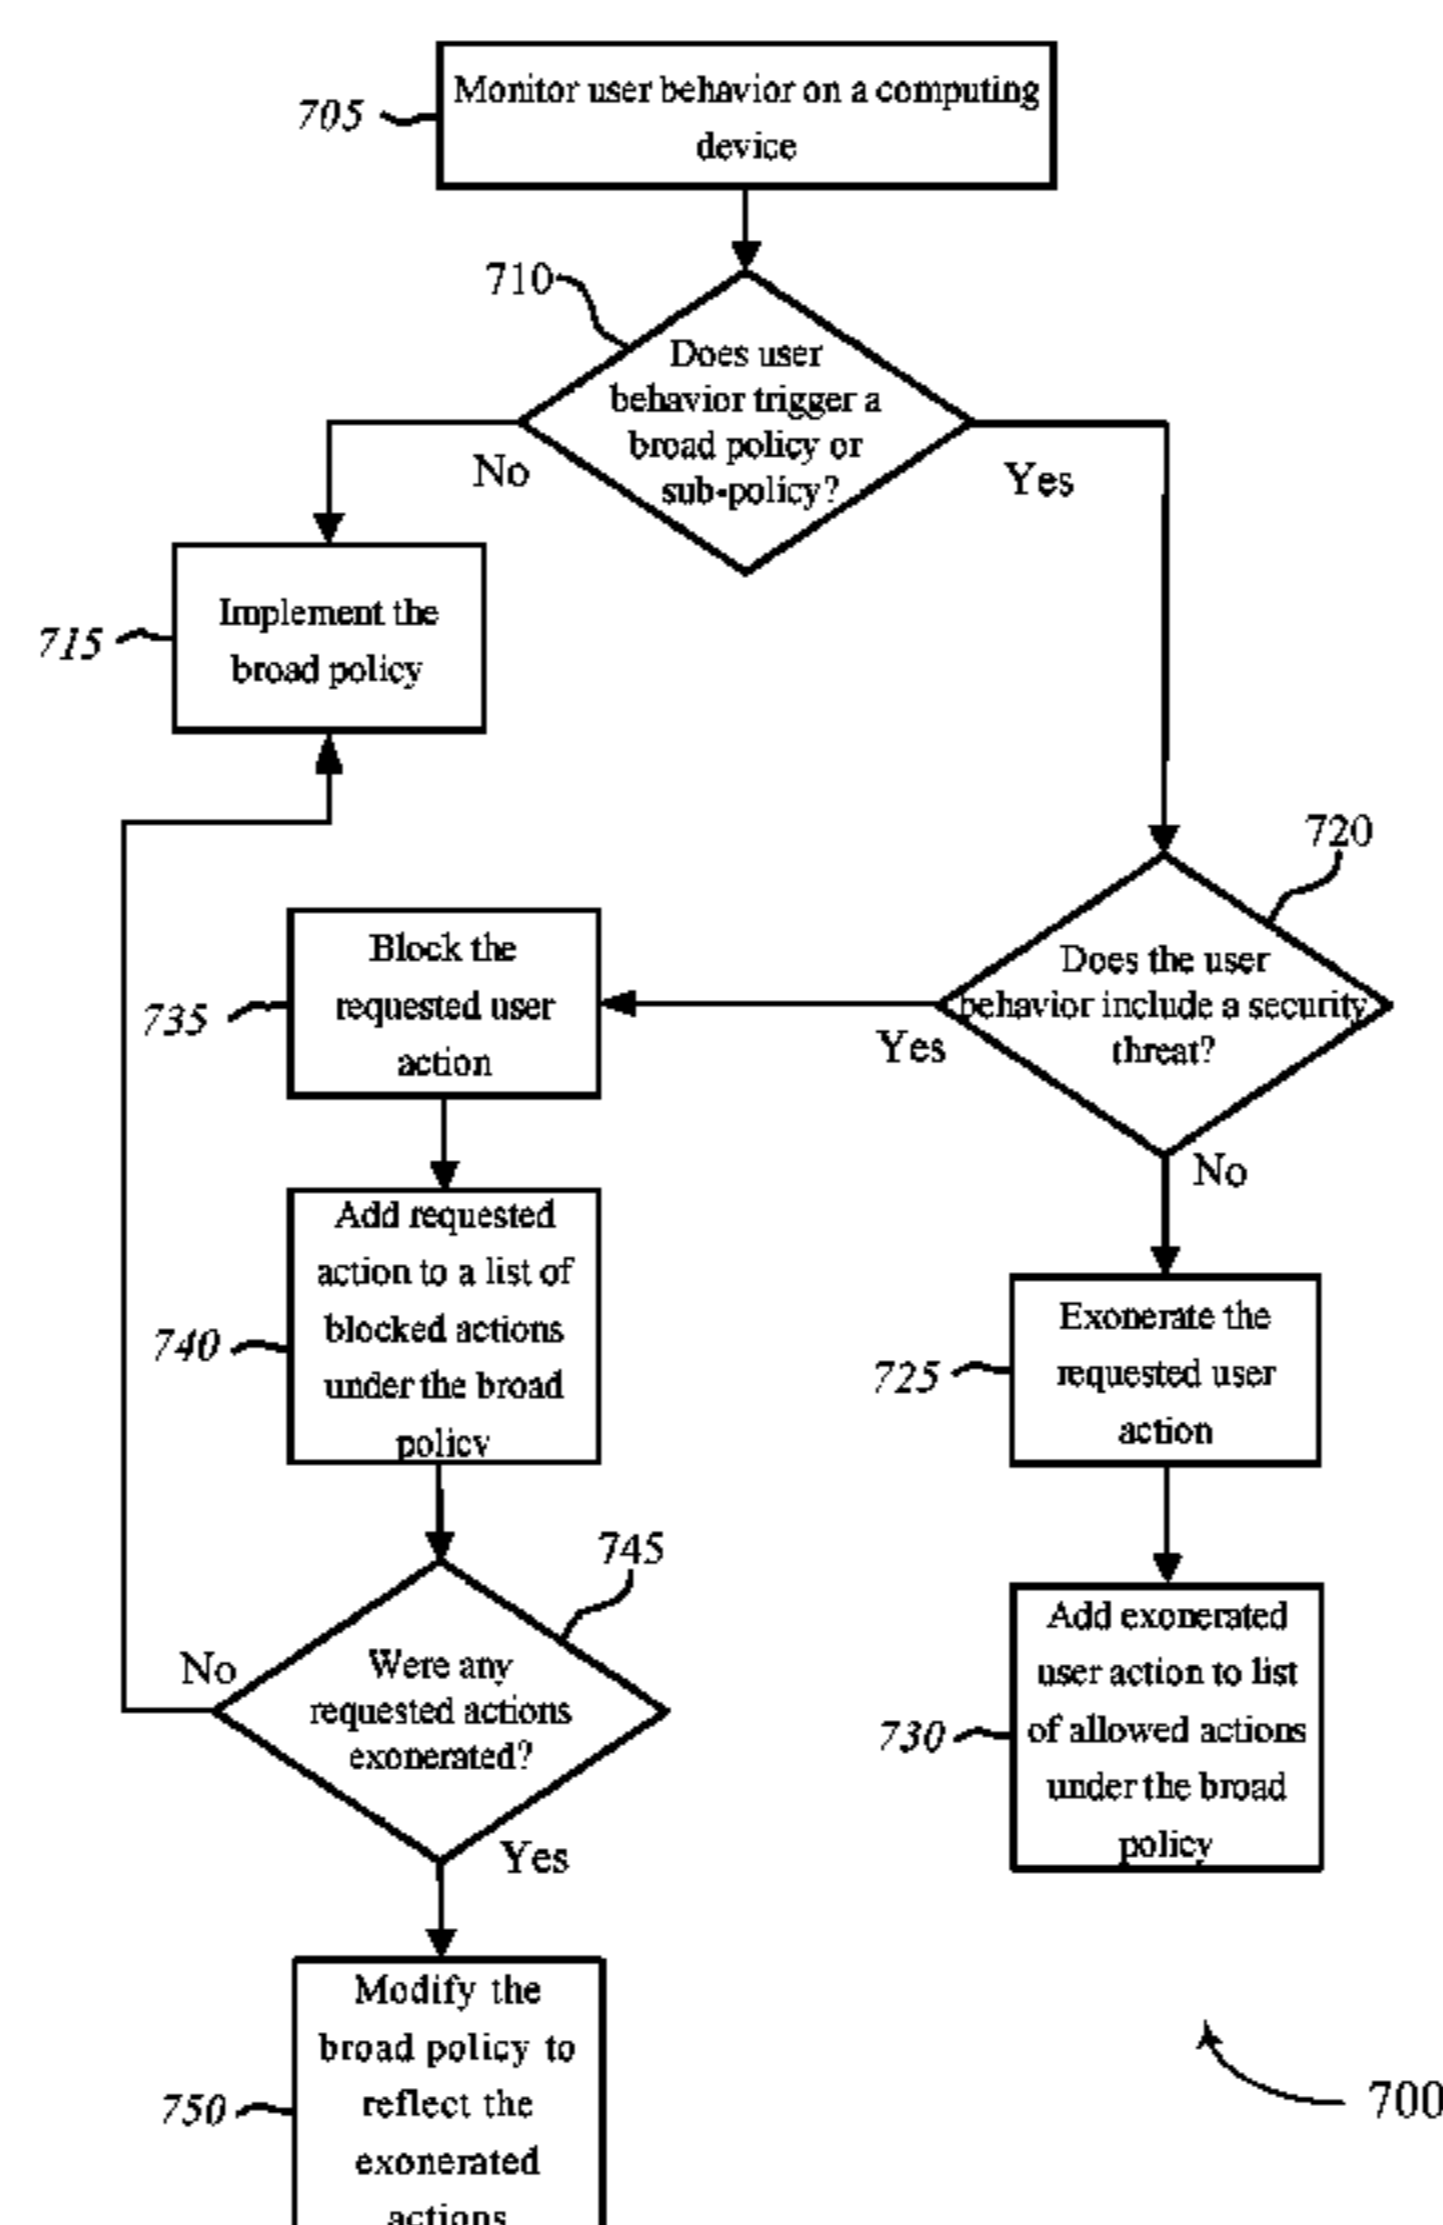 Monitor user behavior on a computing
device
705
710
Does user
behavior trigger a
broad policy or
sub-policy?
No
Yes
Implement the
broad policy
715
720
Does the user
behavior include a security
threat?
Yes
No
Block the
requested user
action
735
Add requested
action to a list of
blocked actions
under the broad
policy
740
Exonerate the
requested user
action
725
745
Were any
requested actions
exonerated?
No
Yes
Add exonerated
user action to list
of allowed actions
under the broad
policy
730
Modify the
broad policy to
reflect the
exonerated
actions
750
700